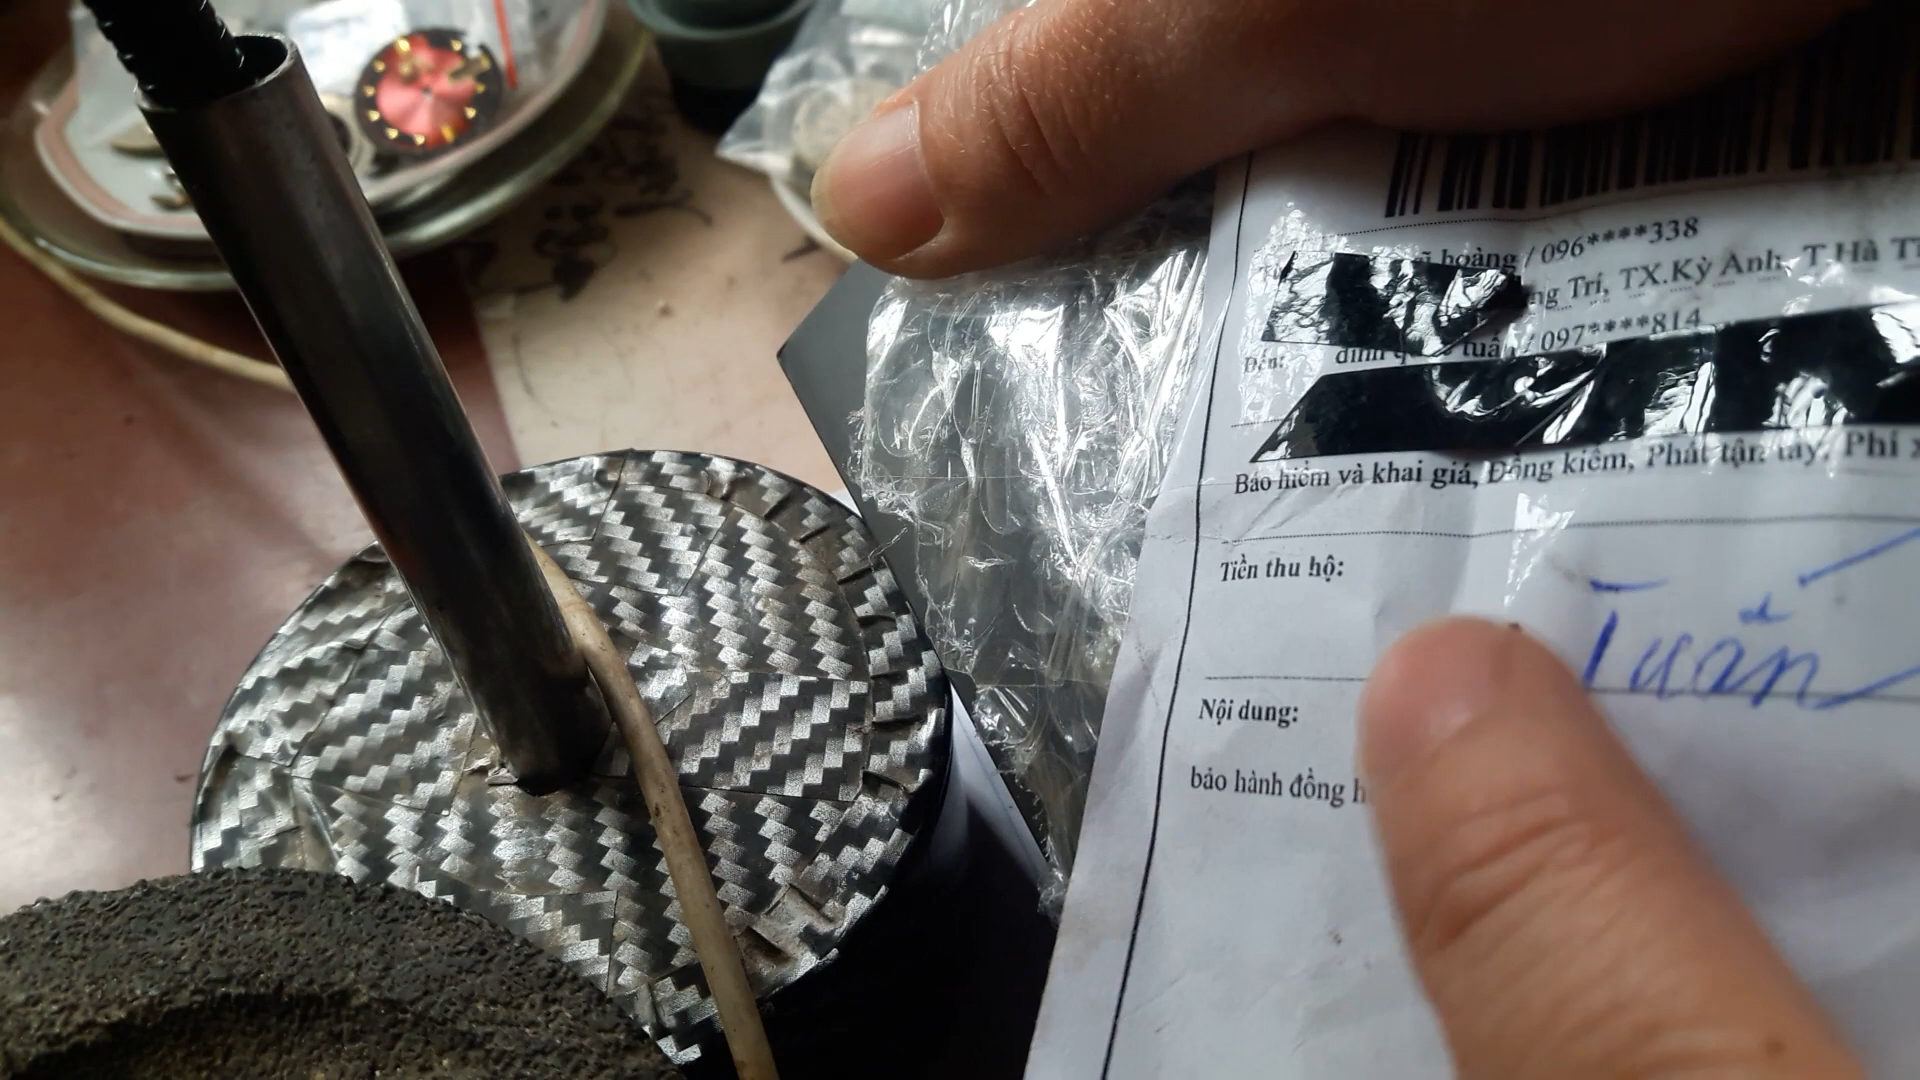 hoàng / 096****338
ng Trí, TX.Kỳ Anh, T.Hà
Đến:
tuấ / 097****814
Bảo hiểm và khai giá, Đồng kiểm, Phát tận tay, Phí
Tiền thu hộ:
Tuấn
Nội dung:
bảo hành đồng h